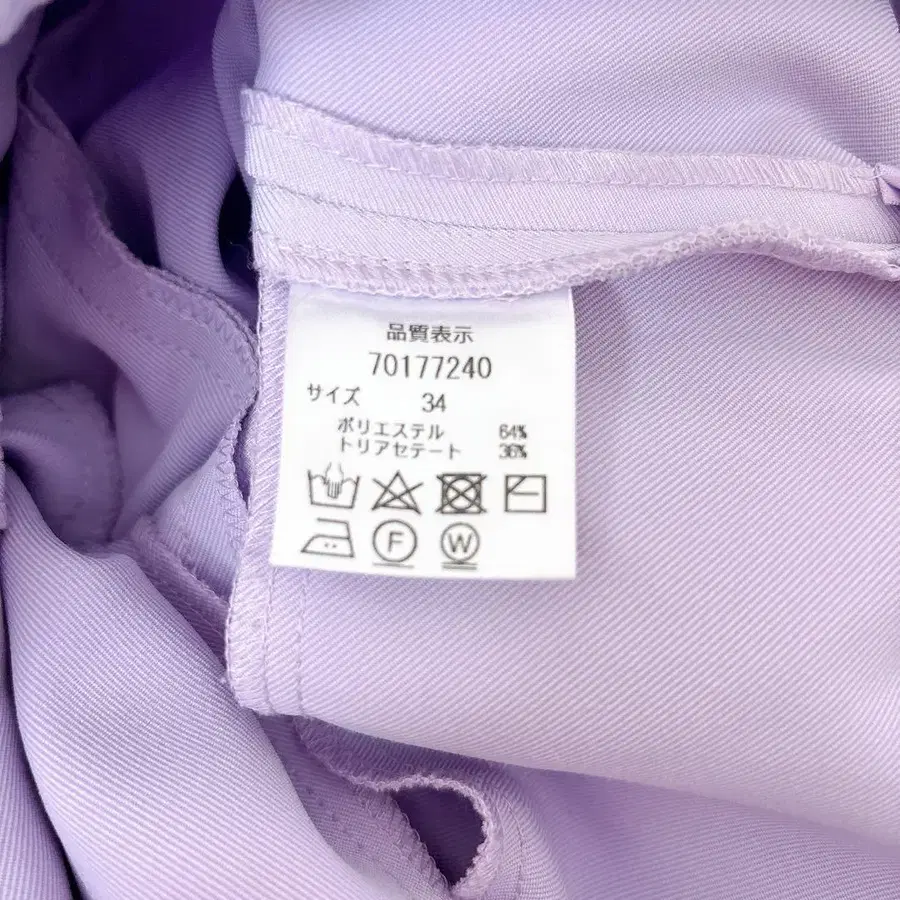 品質表示
70177240
サイズ 34
ポリエステル 64%
トリアセテート 36%
F W